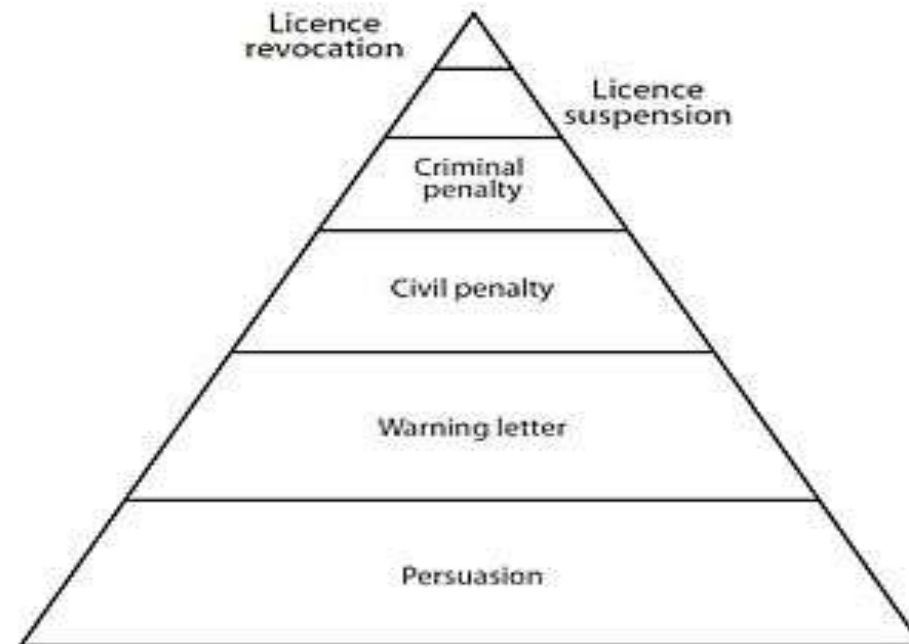 Licence
revocation
Licence
suspension
Criminal
penalty
Civil penalty
Warning letter
Persuasion